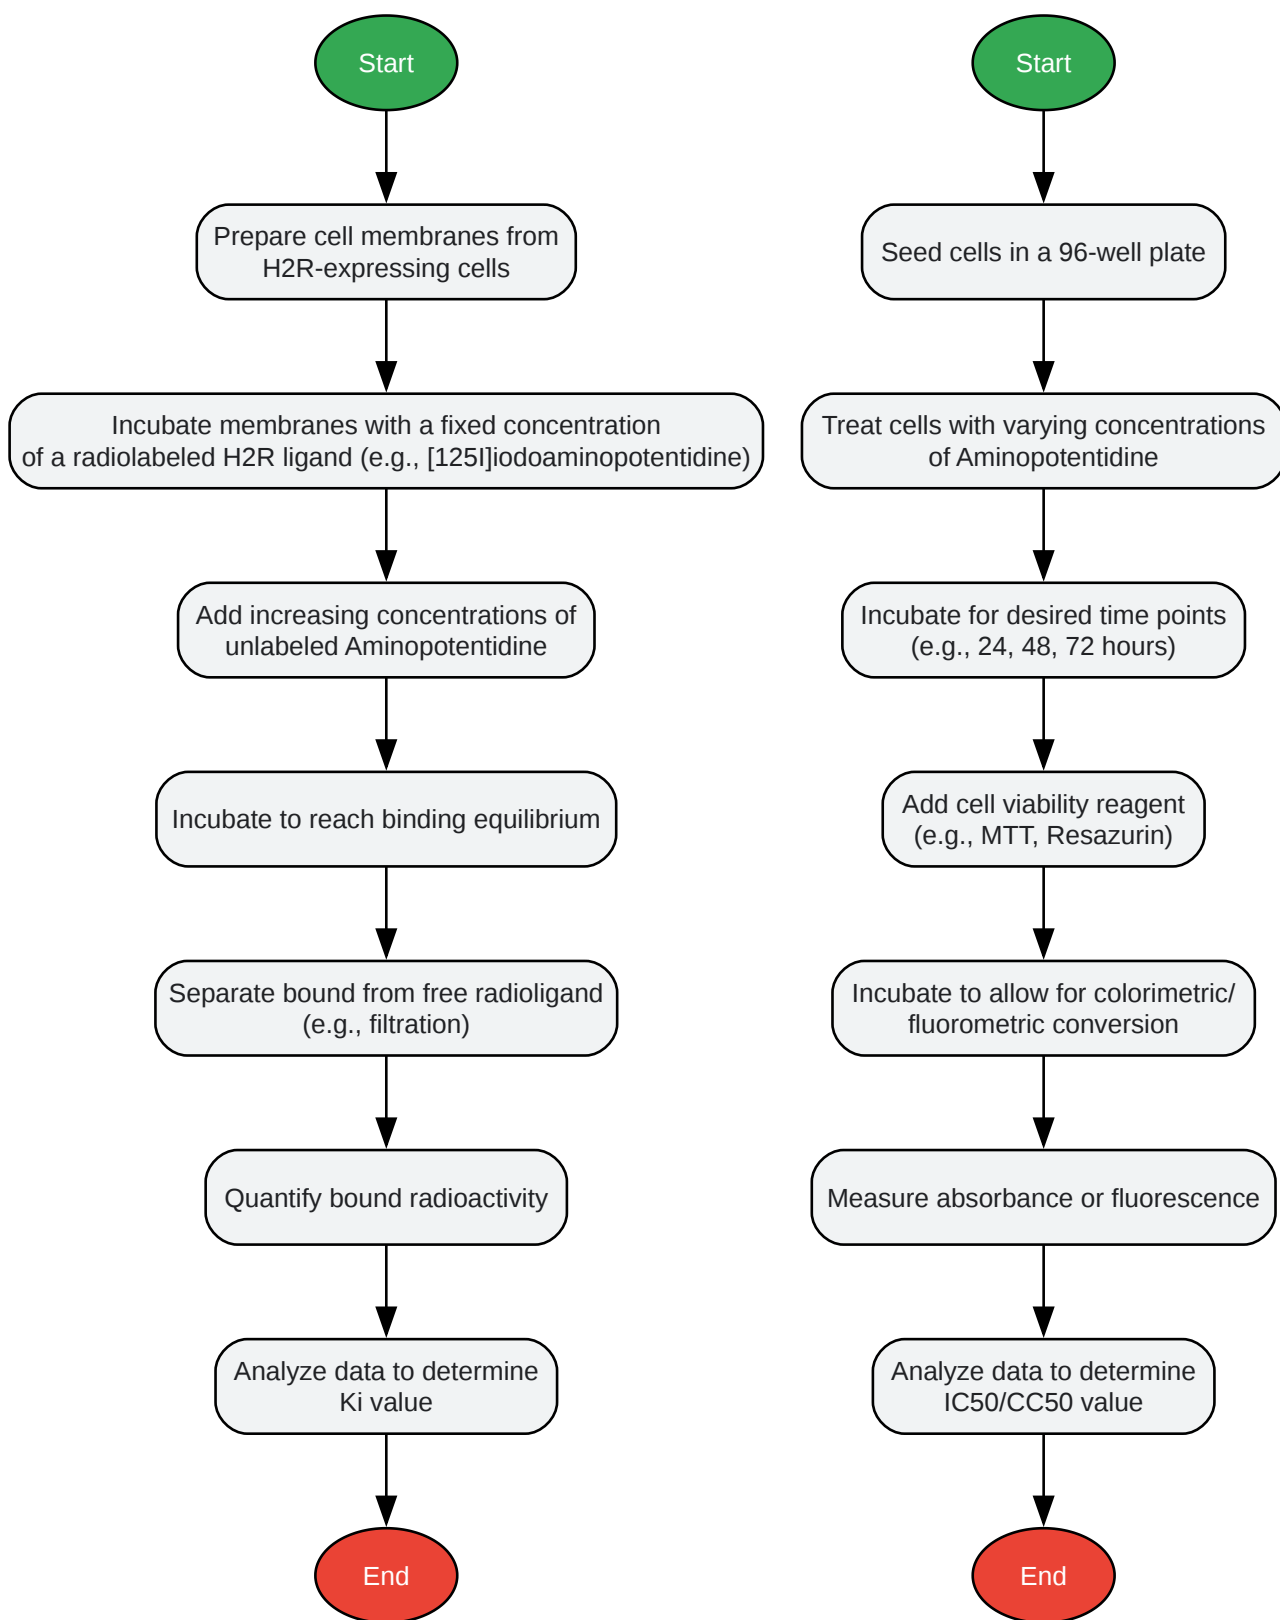 Start
Prepare cell membranes from
H2R-expressing cells
Incubate membranes with a fixed concentration
of a radiolabeled H2R ligand (e.g., [125I]iodoaminopotentidine)
Add increasing concentrations of
unlabeled Aminopotentidine
Incubate to reach binding equilibrium
Separate bound from free radioligand
(e.g., filtration)
Quantify bound radioactivity
Analyze data to determine
Ki value
End
Start
Seed cells in a 96-well plate
Treat cells with varying concentrations
of Aminopotentidine
Incubate for desired time points
(e.g., 24, 48, 72 hours)
Add cell viability reagent
(e.g., MTT, Resazurin)
Incubate to allow for colorimetric/
fluorometric conversion
Measure absorbance or fluorescence
Analyze data to determine
IC50/CC50 value
End